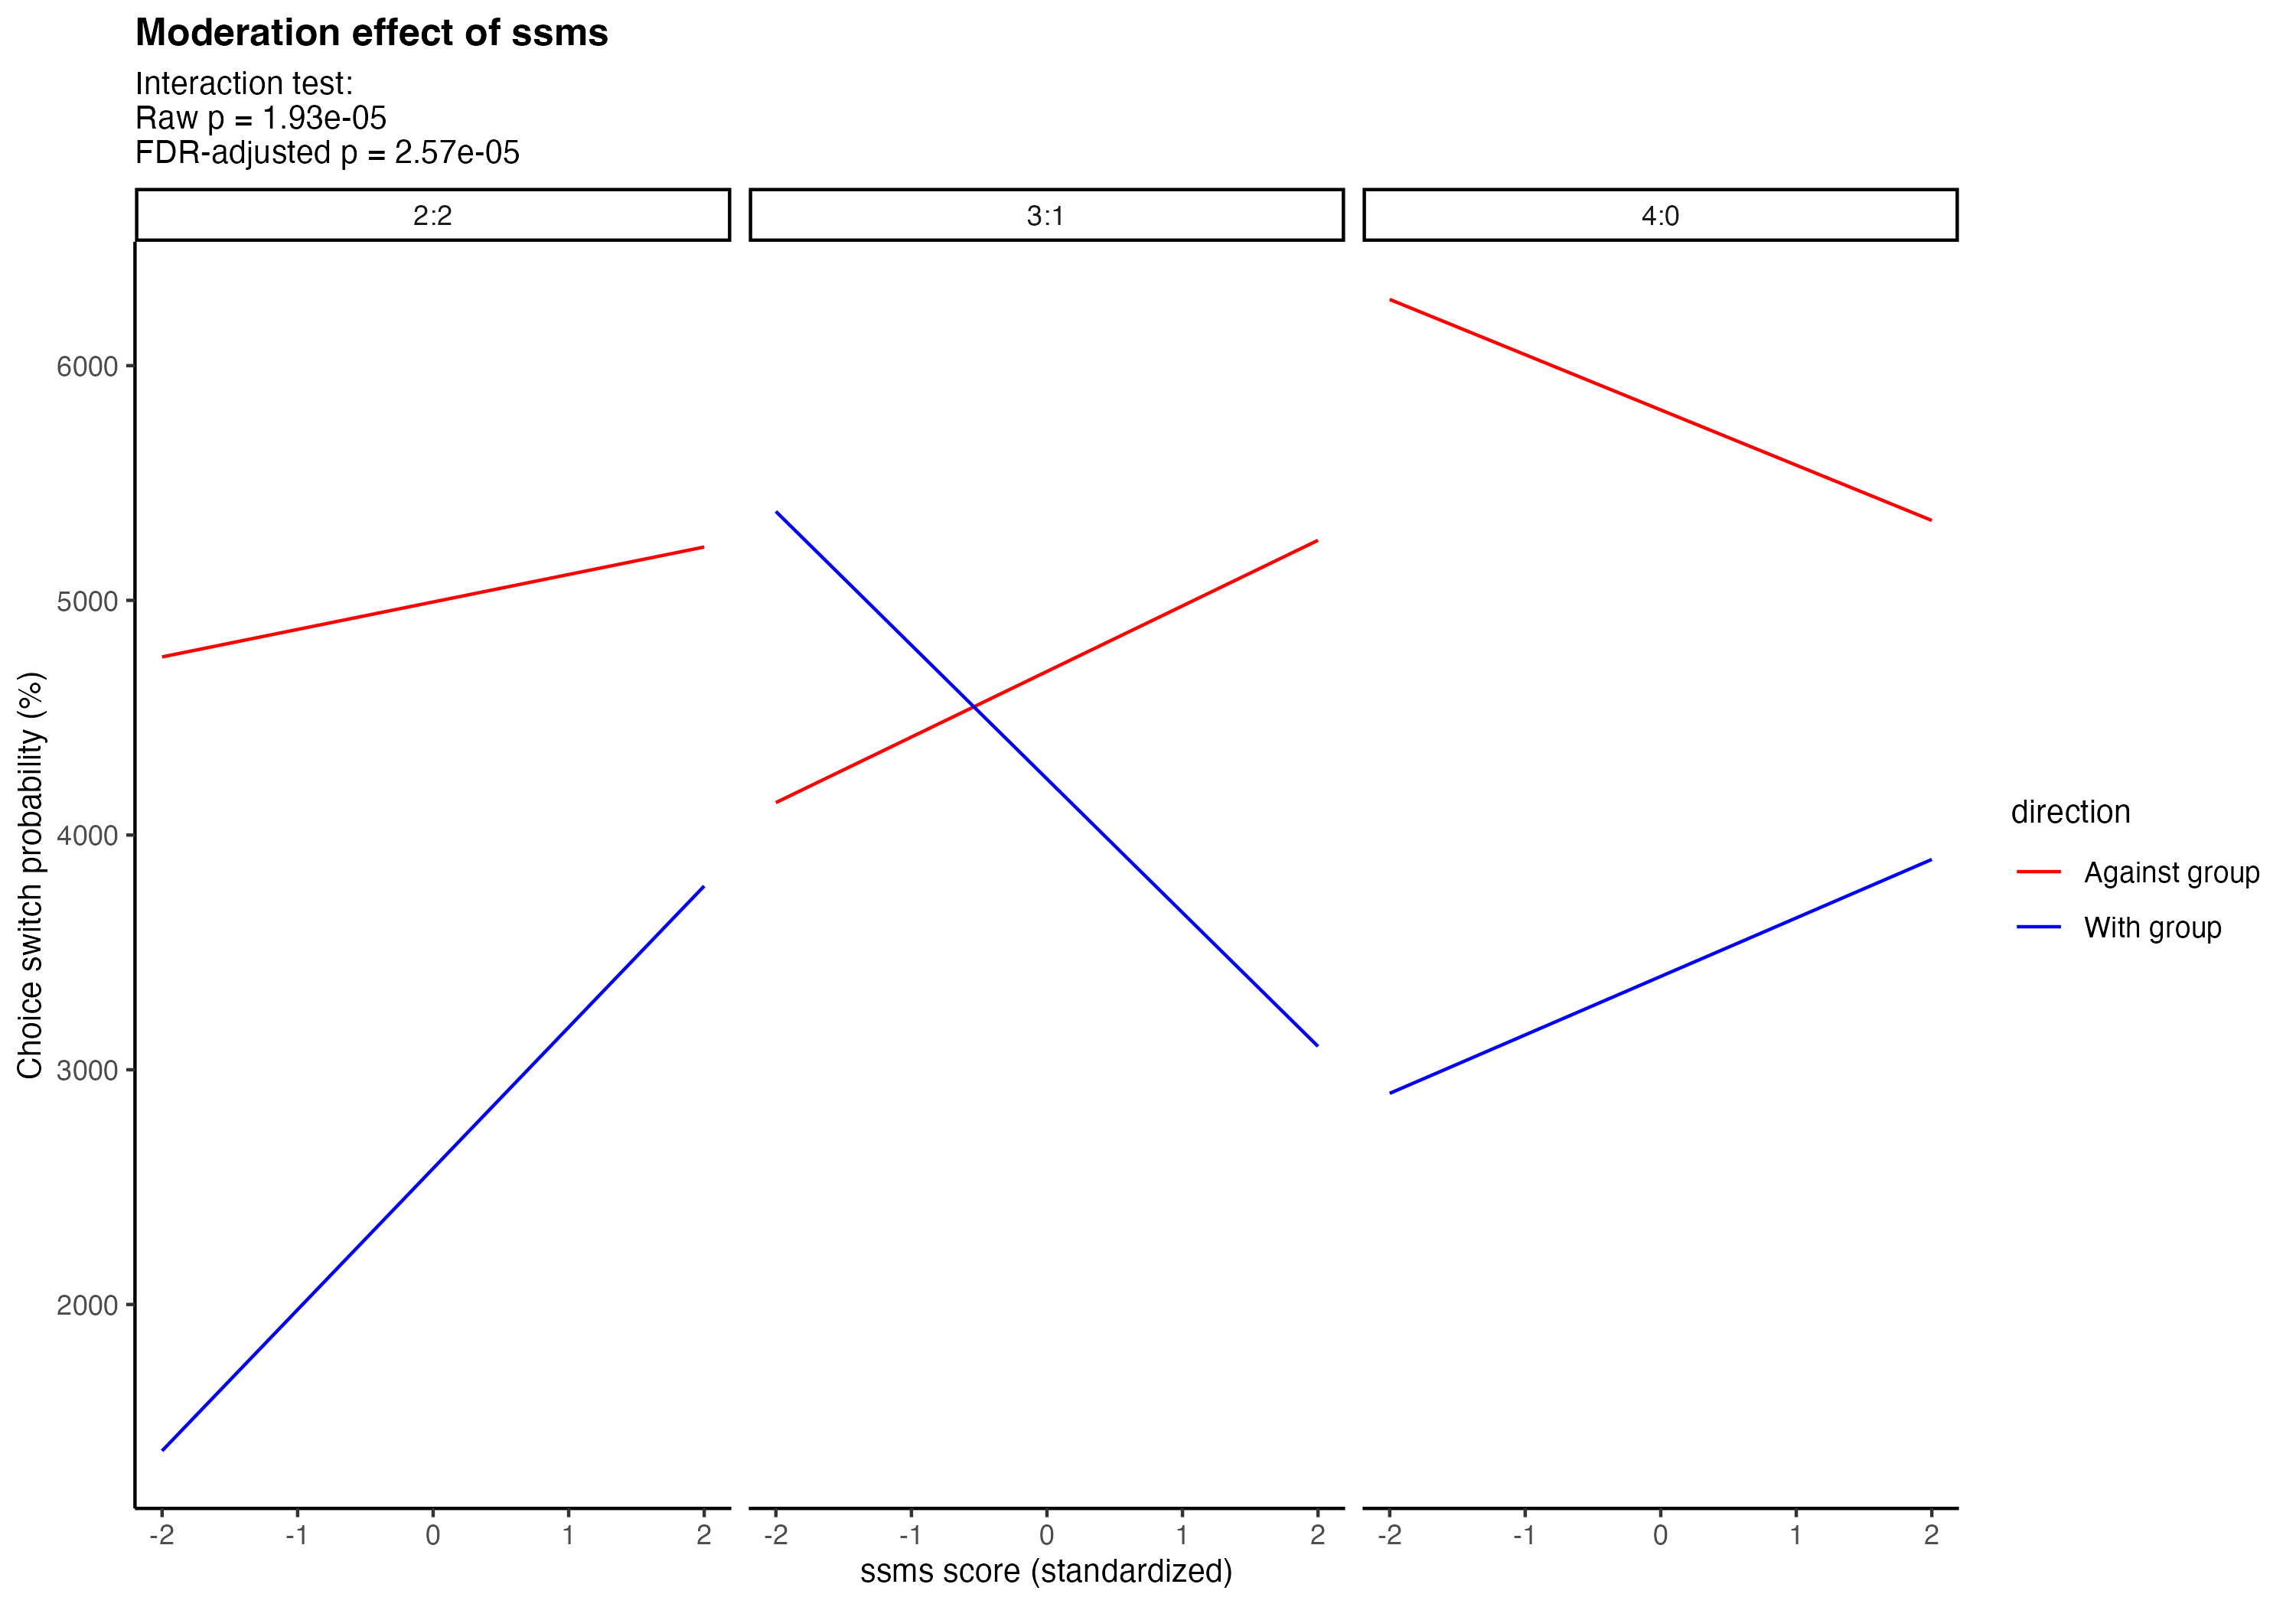 Moderation effect of ssms
Interaction test:
Raw p = 1.93e-05
FDR-adjusted p = 2.57e-05
2:2
3:1
4:0
Choice switch probability (%)
6000
5000
4000
3000
2000
-2 -1 0 1 2
-2 -1 0 1 2
-2 -1 0 1 2
ssms score (standardized)
direction
Against group
With group